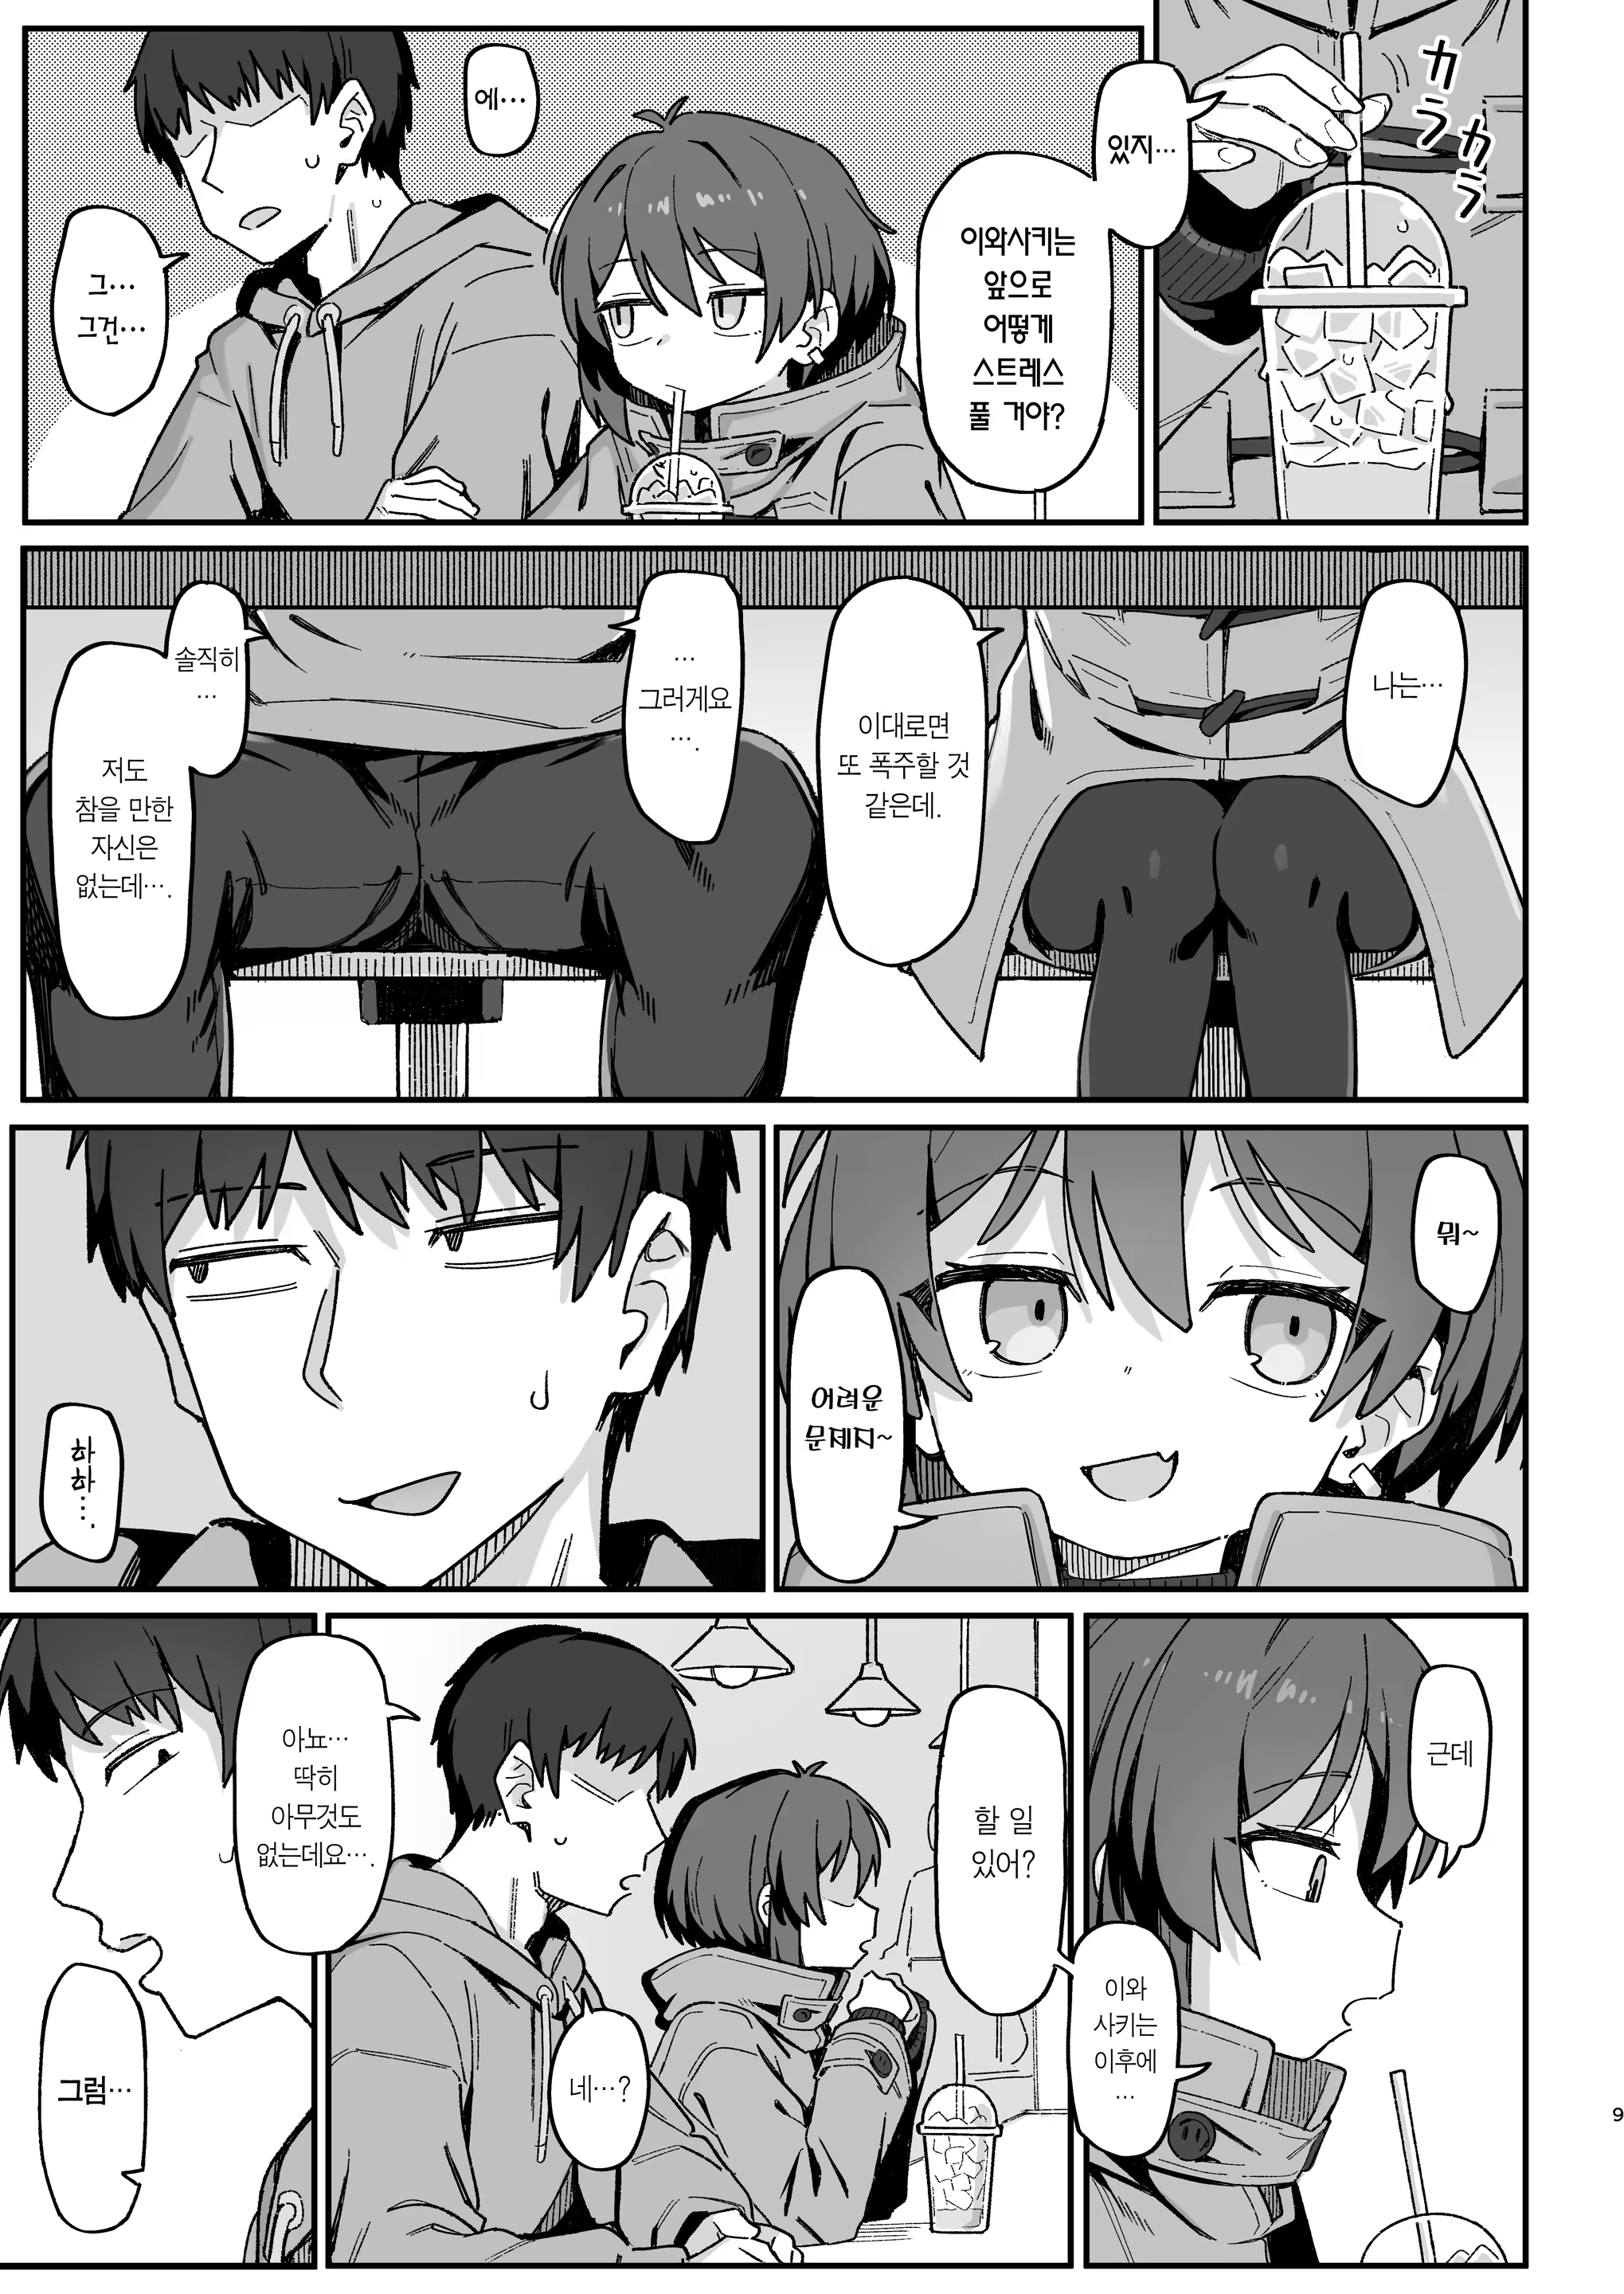 カラ
カラ
있지…
이와사키는
앞으로
어떻게
스트레스
풀 거야?
에…
그…
그건…
나는…
이대로면
또 폭주할 것
같은데.
…
그러게요
….
솔직히
…
저도
참을 만한
자신은
없는데….
뭐~
어려운
문제지~
하하….
근데
이와
사키는
이후에
…
할 일
있어?
네…?
아뇨…
딱히
아무것도
없는데요….
그럼…
9